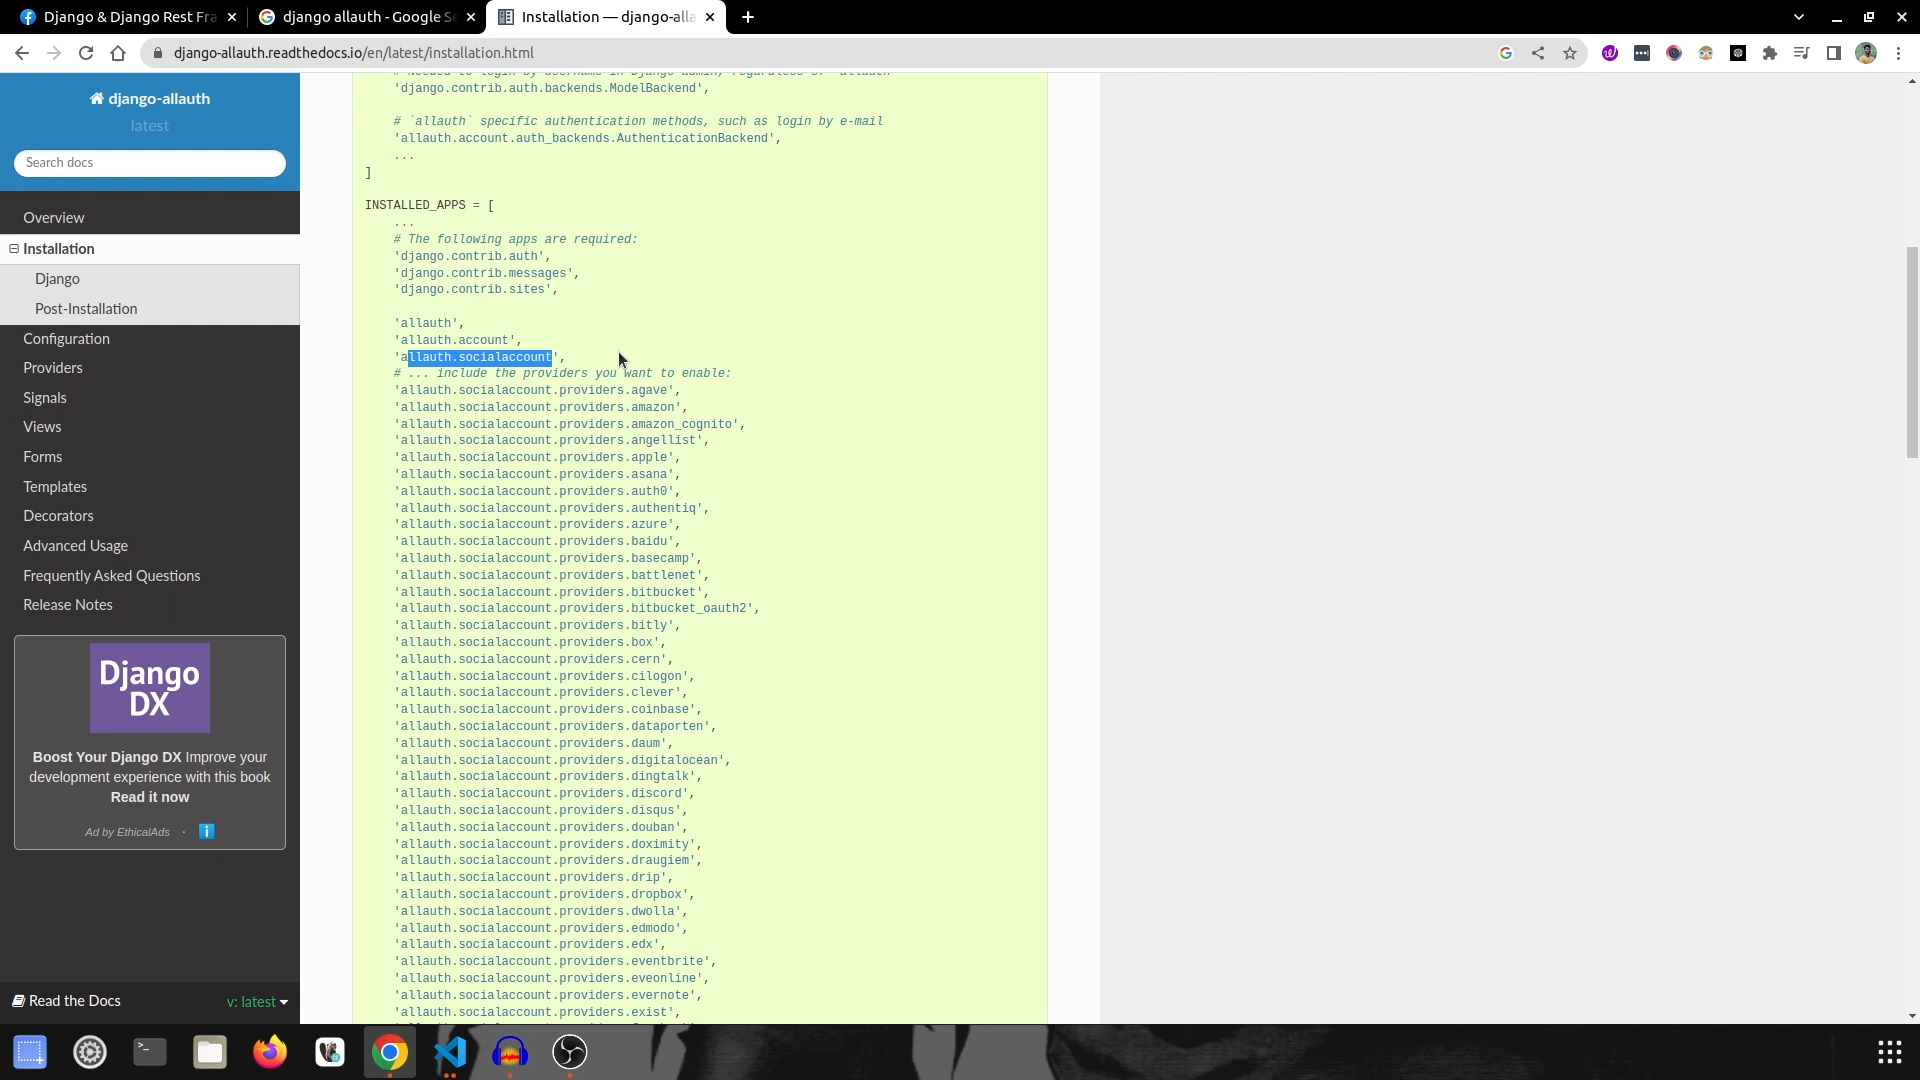 Django & Django Rest Fra
django allauth - Google Se
Installation — django-alla
django-allauth.readthedocs.io/en/latest/installation.html
django-allauth
latest
Search docs
Overview
Installation
Django
Post-Installation
Configuration
Providers
Signals
Views
Forms
Templates
Decorators
Advanced Usage
Frequently Asked Questions
Release Notes
Django
DX
Boost Your Django DX Improve your
development experience with this book
Read it now
Ad by EthicalAds ·
Read the Docs
v: latest
# Needed to login by username in Django admin, regardless of `allauth`
'django.contrib.auth.backends.ModelBackend',
# `allauth` specific authentication methods, such as login by e-mail
'allauth.account.auth_backends.AuthenticationBackend',
...
]
INSTALLED_APPS = [
...
# The following apps are required:
'django.contrib.auth',
'django.contrib.messages',
'django.contrib.sites',
'allauth',
'allauth.account',
'allauth.socialaccount',
# ... include the providers you want to enable:
'allauth.socialaccount.providers.agave',
'allauth.socialaccount.providers.amazon',
'allauth.socialaccount.providers.amazon_cognito',
'allauth.socialaccount.providers.angellist',
'allauth.socialaccount.providers.apple',
'allauth.socialaccount.providers.asana',
'allauth.socialaccount.providers.auth0',
'allauth.socialaccount.providers.authentiq',
'allauth.socialaccount.providers.azure',
'allauth.socialaccount.providers.baidu',
'allauth.socialaccount.providers.basecamp',
'allauth.socialaccount.providers.battlenet',
'allauth.socialaccount.providers.bitbucket',
'allauth.socialaccount.providers.bitbucket_oauth2',
'allauth.socialaccount.providers.bitly',
'allauth.socialaccount.providers.box',
'allauth.socialaccount.providers.cern',
'allauth.socialaccount.providers.cilogon',
'allauth.socialaccount.providers.clever',
'allauth.socialaccount.providers.coinbase',
'allauth.socialaccount.providers.dataporten',
'allauth.socialaccount.providers.daum',
'allauth.socialaccount.providers.digitalocean',
'allauth.socialaccount.providers.dingtalk',
'allauth.socialaccount.providers.discord',
'allauth.socialaccount.providers.disqus',
'allauth.socialaccount.providers.douban',
'allauth.socialaccount.providers.doximity',
'allauth.socialaccount.providers.draugiem',
'allauth.socialaccount.providers.drip',
'allauth.socialaccount.providers.dropbox',
'allauth.socialaccount.providers.dwolla',
'allauth.socialaccount.providers.edmodo',
'allauth.socialaccount.providers.edx',
'allauth.socialaccount.providers.eventbrite',
'allauth.socialaccount.providers.eveonline',
'allauth.socialaccount.providers.evernote',
'allauth.socialaccount.providers.exist',